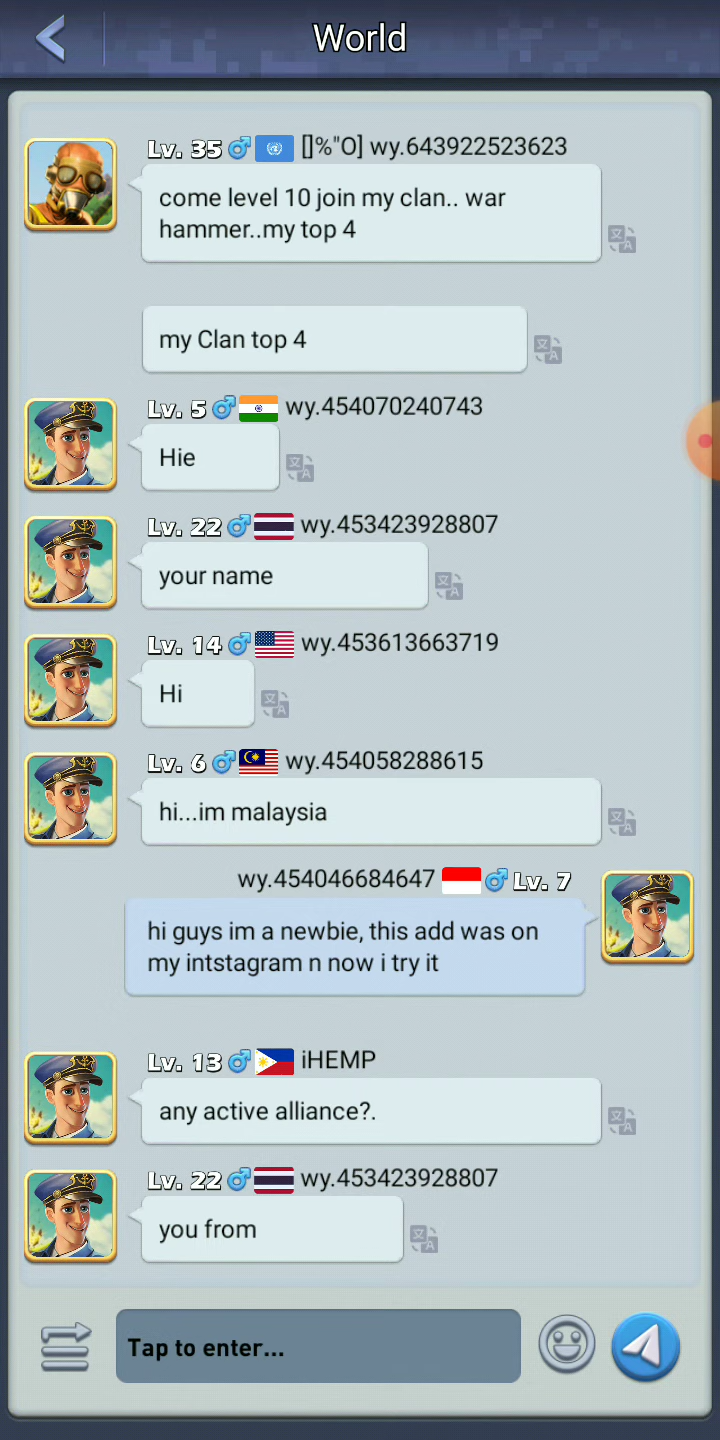 World
Lv. 35 []%"O] wy.643922523623
come level 10 join my clan.. war
hammer..my top 4
my Clan top 4
Lv. 5 wy.454070240743
Hie
Lv. 22 wy.453423928807
your name
Lv. 14 wy.453613663719
Hi
Lv. 6 wy.454058288615
hi...im malaysia
wy.454046684647 Lv. 7
hi guys im a newbie, this add was on
my intstagram n now i try it
Lv. 13 iHEMP
any active alliance?.
Lv. 22 wy.453423928807
you from
Tap to enter...